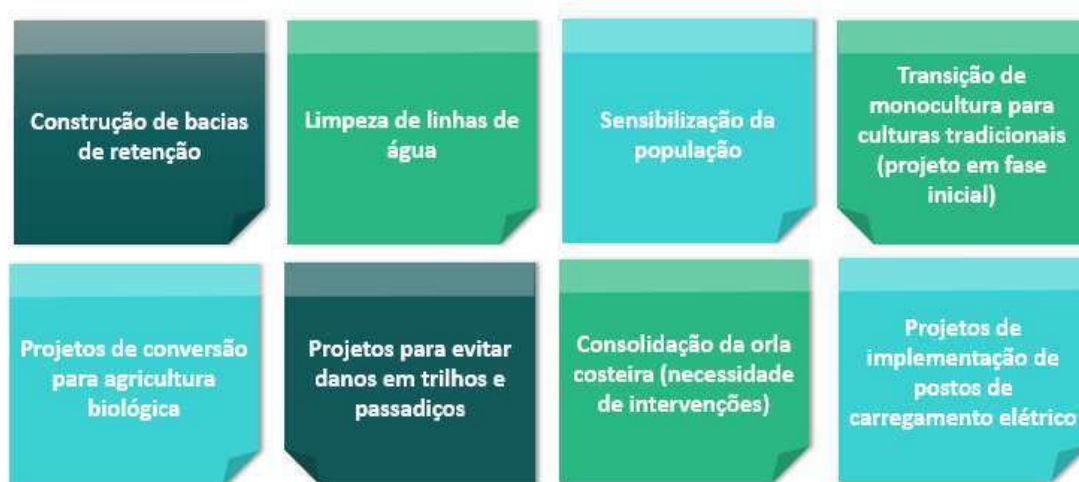 Construção de bacias
de retenção
Limpeza de linhas de
água
Sensibilização da
população
Transição de
monocultura para
culturas tradicionais
(projeto em fase
inicial)
Projetos de conversão
para agricultura
biológica
Projetos para evitar
danos em trilhos e
passadiços
Consolidação da orla
costeira (necessidade
de intervenções)
Projetos de
implementação de
postos de
carregamento elétrico